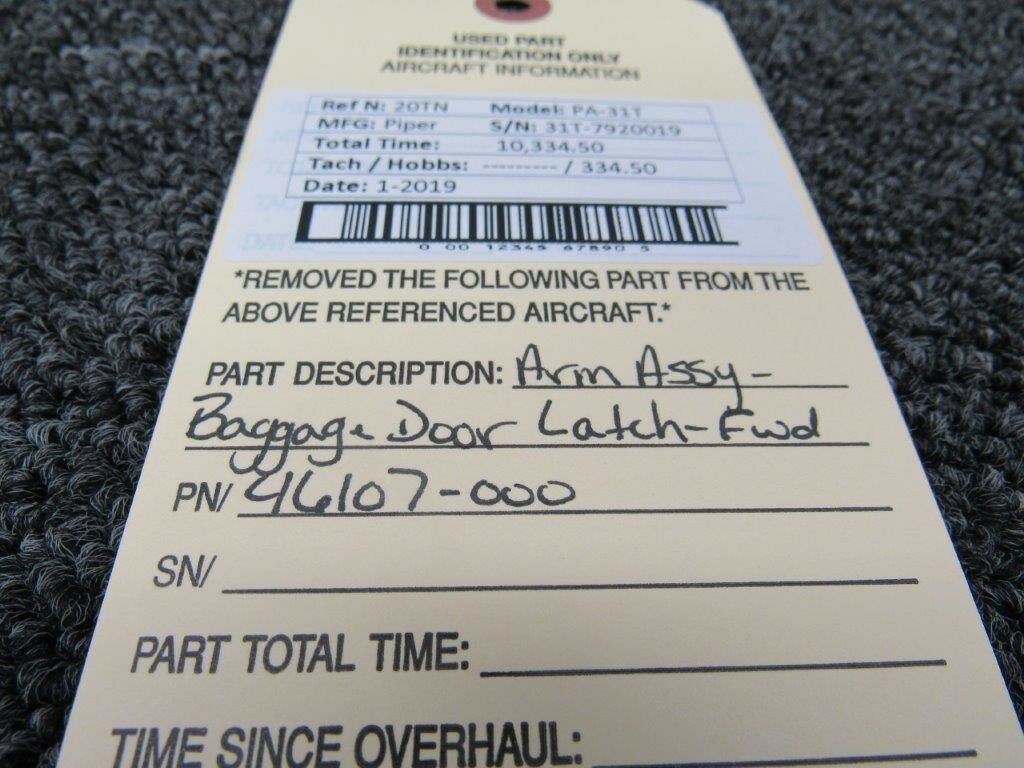 USED PART
IDENTIFICATION ONLY
AIRCRAFT INFORMATION
Ref N: 20TN Model: PA-31T
MFG: Piper S/N: 31T-7920019
Total Time: 10,334.50
Tach / Hobbs: --------- / 334.50
Date: 1-2019
0 00 12345 67890 5
*REMOVED THE FOLLOWING PART FROM THE
ABOVE REFERENCED AIRCRAFT.*
PART DESCRIPTION: Arm Assy -
Baggage Door Latch-Fwd
PN/ 46107-000
SN/
PART TOTAL TIME:
TIME SINCE OVERHAUL: